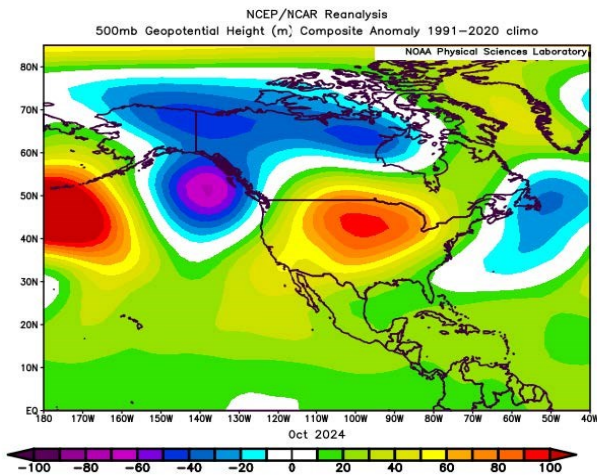 NCEP/NCAR Reanalysis
500mb Geopotential Height (m) Composite Anomaly 1991-2020 climo
NOAA Physical Sciences Laboratory
80N
70N
60N
50N
40N
30N
20N
10N
EQ
180 170W 160W 150W 140W 130W 120W 110W 100W 90W 80W 70W 60W 50W 40W
Oct 2024
-100 -80 -60 -40 -20 0 20 40 60 80 100